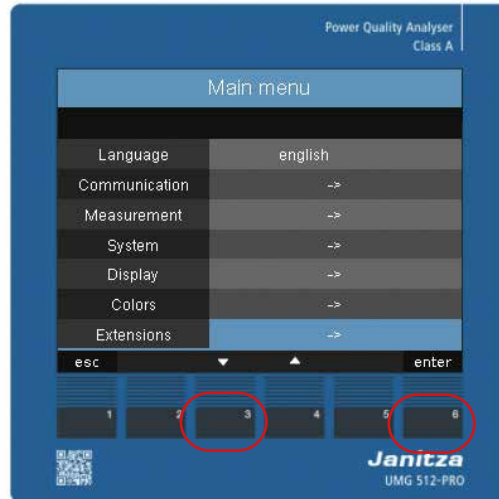 Power Quality Analyser
Class A
Main menu
Language english
Communication ->
Measurement ->
System ->
Display ->
Colors ->
Extensions ->
esc ▼ ▲ enter
1 2 3 4 5 6
Janitza
UMG 512-PRO